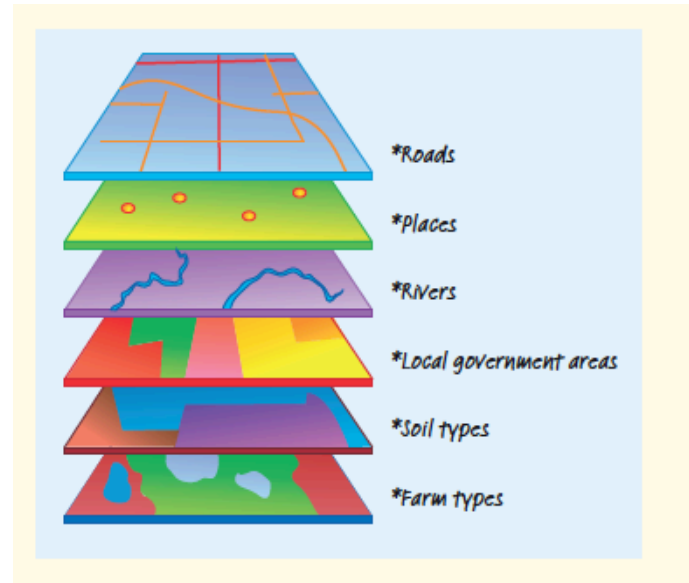 *Roads
*Places
*Rivers
*Local government areas
*Soil types
*Farm types